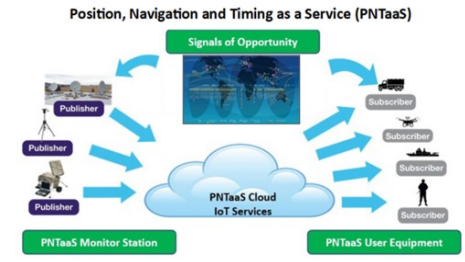 Position, Navigation and Timing as a Service (PNTaaS)
Signals of Opportunity
Publisher
Publisher
Publisher
Subscriber
Subscriber
Subscriber
Subscriber
PNTaaS Cloud
IoT Services
PNTaaS Monitor Station
PNTaaS User Equipment